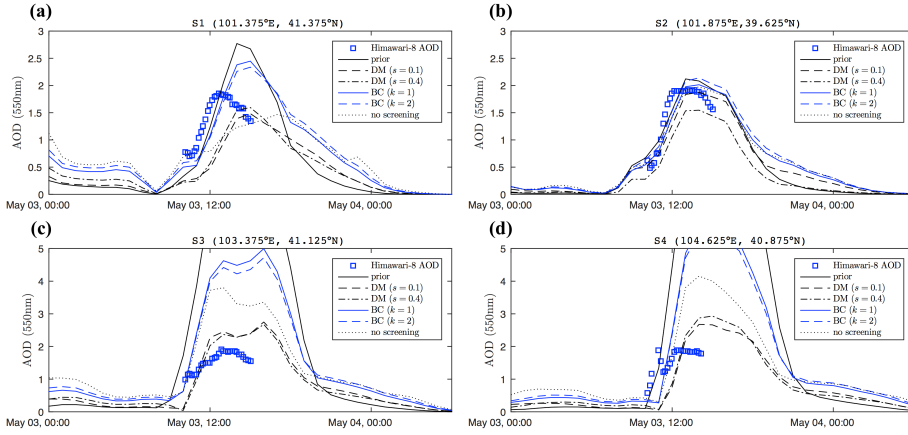 (a)
S1 (101.375°E, 41.375°N)
AOD (550nm)
3
2.5
2
1.5
1
0.5
0
May 03, 00:00
May 03, 12:00
May 04, 00:00
Himawari-8 AOD
prior
DM (s = 0.1)
DM (s = 0.4)
BC (k = 1)
BC (k = 2)
no screening
(b)
S2 (101.875°E,39.625°N)
AOD (550nm)
3
2.5
2
1.5
1
0.5
0
May 03, 00:00
May 03, 12:00
May 04, 00:00
Himawari-8 AOD
prior
DM (s = 0.1)
DM (s = 0.4)
BC (k = 1)
BC (k = 2)
no screening
(c)
S3 (103.375°E, 41.125°N)
AOD (550nm)
5
4
3
2
1
0
May 03, 00:00
May 03, 12:00
May 04, 00:00
Himawari-8 AOD
prior
DM (s = 0.1)
DM (s = 0.4)
BC (k = 1)
BC (k = 2)
no screening
(d)
S4 (104.625°E, 40.875°N)
AOD (550nm)
5
4
3
2
1
0
May 03, 00:00
May 03, 12:00
May 04, 00:00
Himawari-8 AOD
prior
DM (s = 0.1)
DM (s = 0.4)
BC (k = 1)
BC (k = 2)
no screening